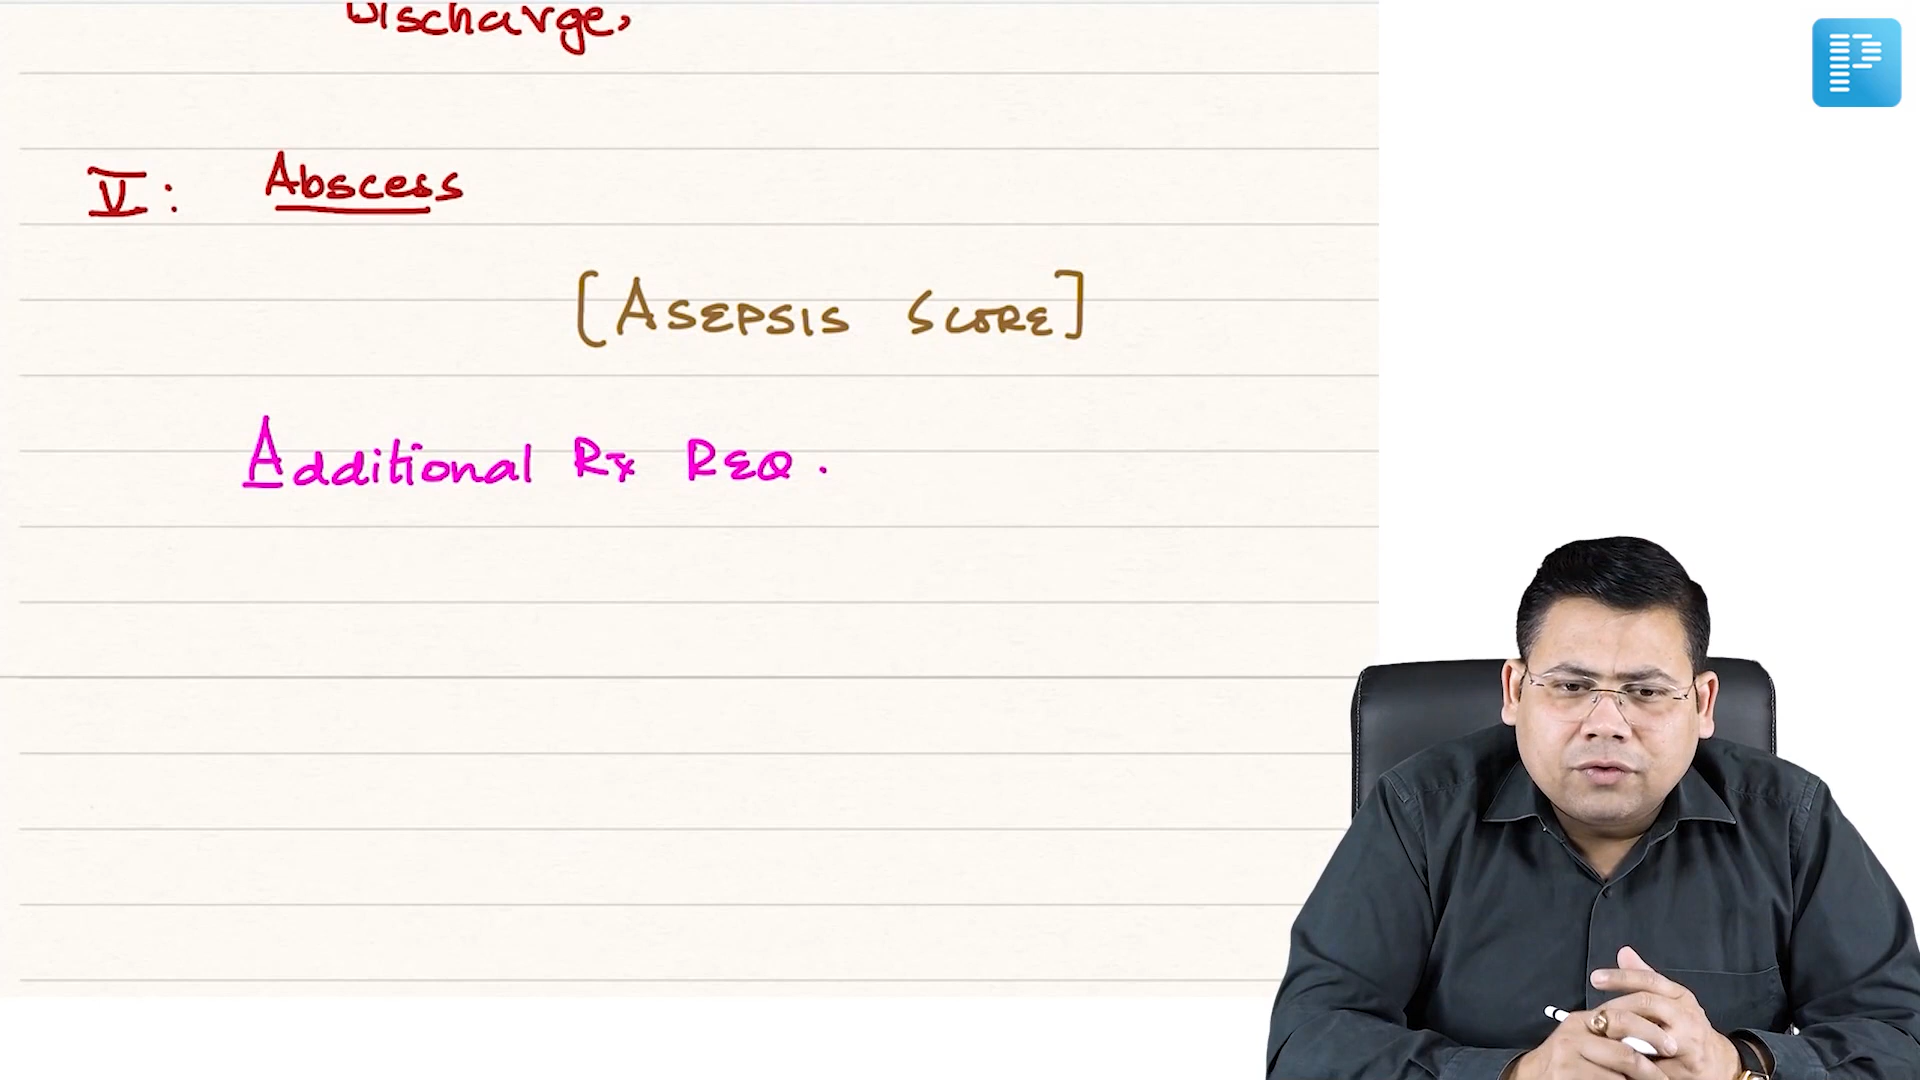 Discharge,
V: Abscess
[ASEPSIS SCORE]
Additional Rx REQ.
P